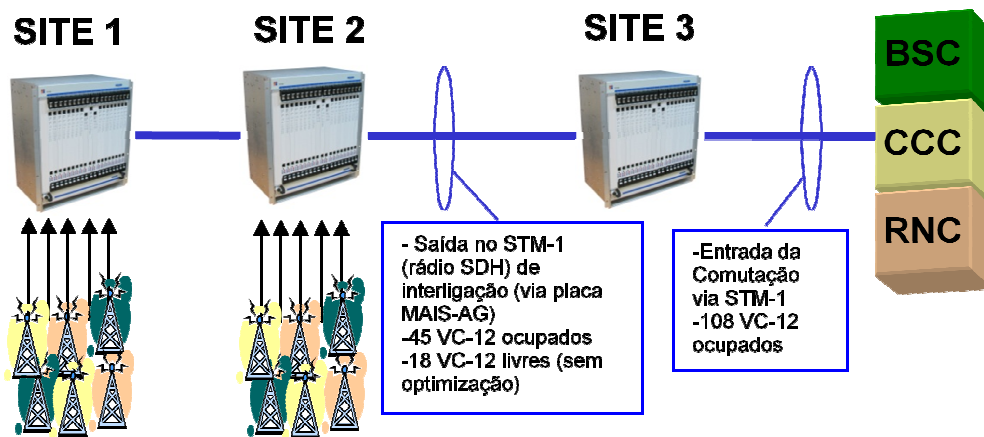 SITE 1
SITE 2
SITE 3
BSC
CCC
RNC
- Saída no STM-1
(rádio SDH) de
interligação (via placa
MAIS-AG)
-45 VC-12 ocupados
-18 VC-12 livres (sem
optimização)
-Entrada da
Comutação
via STM-1
-108 VC-12
ocupados